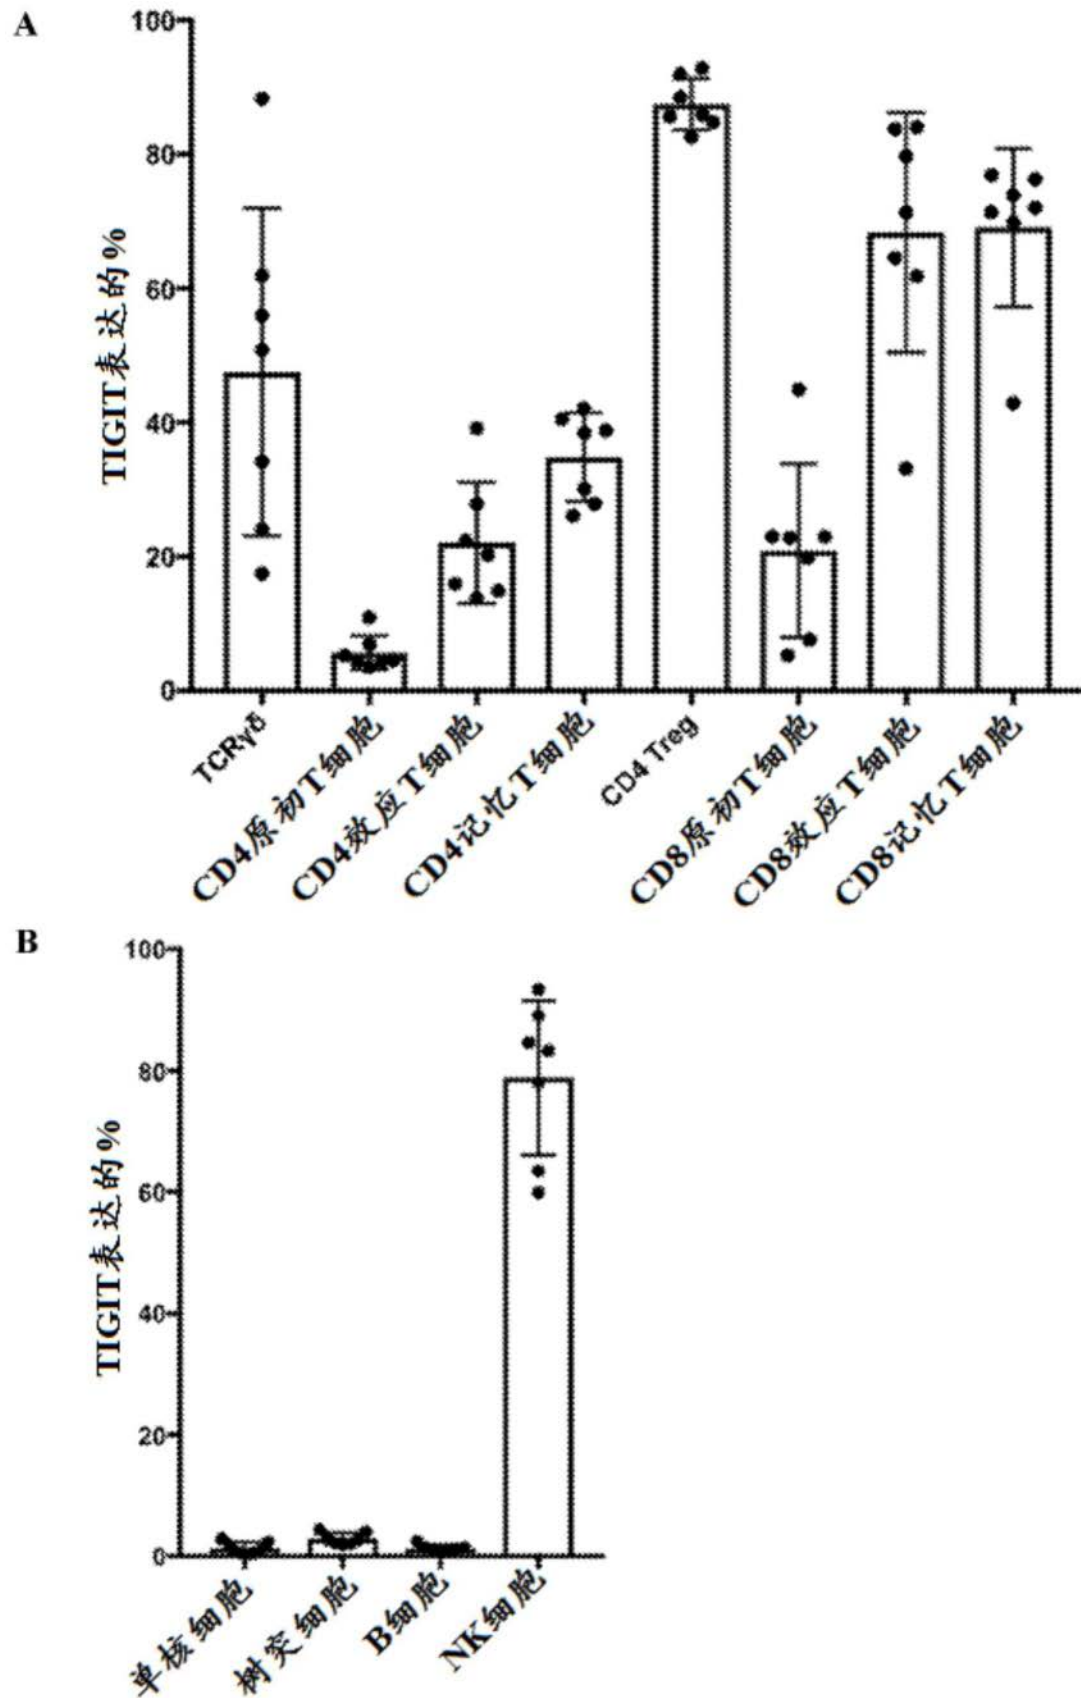 A
100
80
60
40
20
0
TIGIT表达的%
TCRγδ
CD4原初T细胞
CD4效应T细胞
CD4记忆T细胞
CD4 Treg
CD8原初T细胞
CD8效应T细胞
CD8记忆T细胞
B
100
80
60
40
20
0
TIGIT表达的%
单核细胞
树突细胞
B细胞
NK细胞